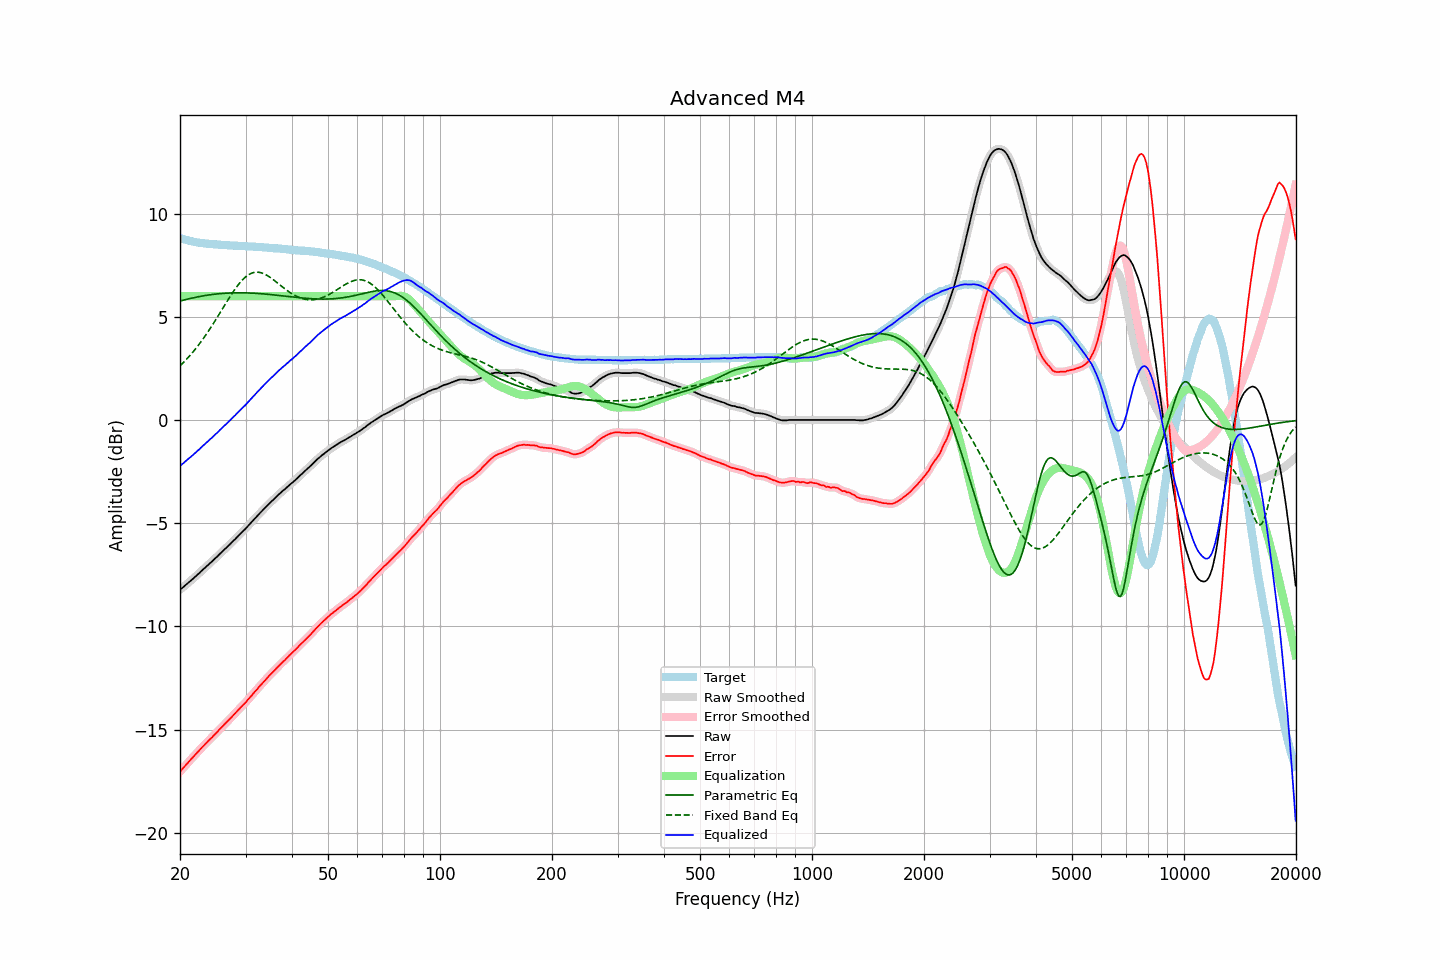 Advanced M4
Amplitude (dBr)
10
5
0
−5
−10
−15
−20
Target
Raw Smoothed
Error Smoothed
Raw
Error
Equalization
Parametric Eq
Fixed Band Eq
Equalized
20 50 100 200 500 1000 2000 5000 10000 20000
Frequency (Hz)